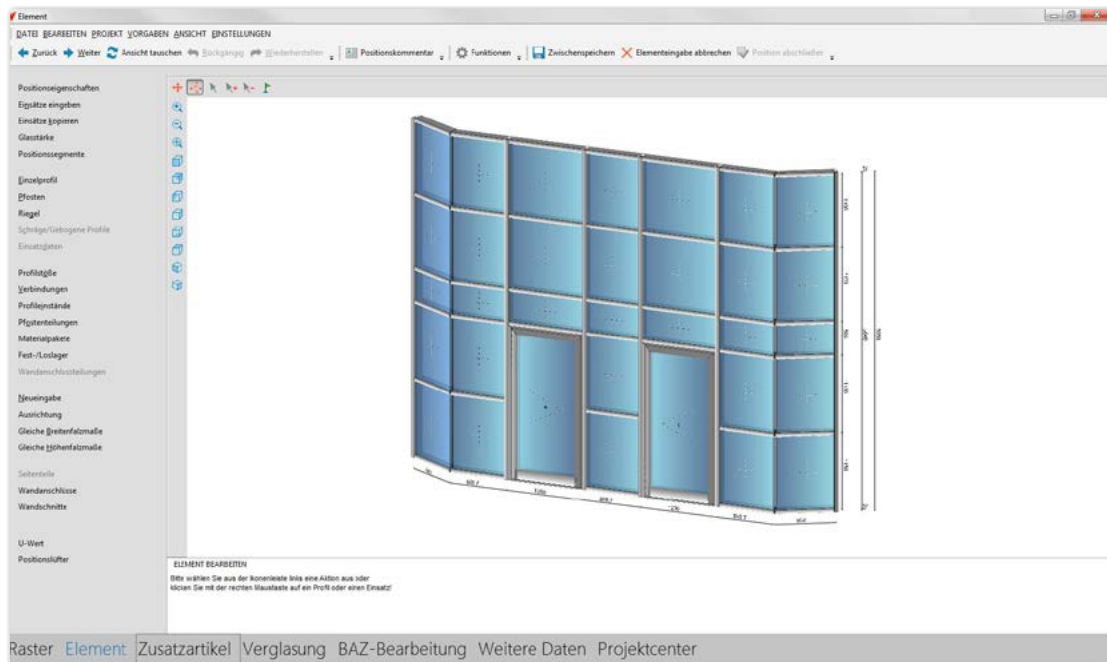 Element
DATEI BEARBEITEN PROJEKT VORGABEN ANSICHT EINSTELLUNGEN
Zurück Weiter Ansicht tauschen Rückgängig Wiederherstellen Positionskommentar Funktionen Zwischenspeichern Elementeingabe abbrechen Position abschließen
Positionseigenschaften
Einsätze eingeben
Einsätze kopieren
Glasstärke
Positionssegmente
Einzelprofil
Pfosten
Riegel
Schräge/Gebogene Profile
Einsatzdaten
Profilstöße
Verbindungen
Profileinstände
Pfostenteilungen
Materialpakete
Fest-/Loslager
Wandanschlussteilungen
Neueingabe
Ausrichtung
Gleiche Breitenfalzmaße
Gleiche Höhenfalzmaße
Seitenteile
Wandanschlüsse
Wandschnitte
U-Wert
Positionslüfter
ELEMENT BEARBEITEN
Bitte wählen Sie aus der Ikonenleiste links eine Aktion aus oder
klicken Sie mit der rechten Maustaste auf ein Profil oder einen Einsatz!
Raster Element Zusatzartikel Verglasung BAZ-Bearbeitung Weitere Daten Projektcenter